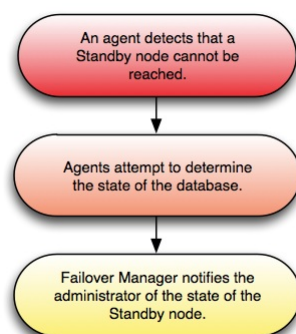 An agent detects that a
Standby node cannot be
reached.
Agents attempt to determine
the state of the database.
Failover Manager notifies the
administrator of the state of the
Standby node.